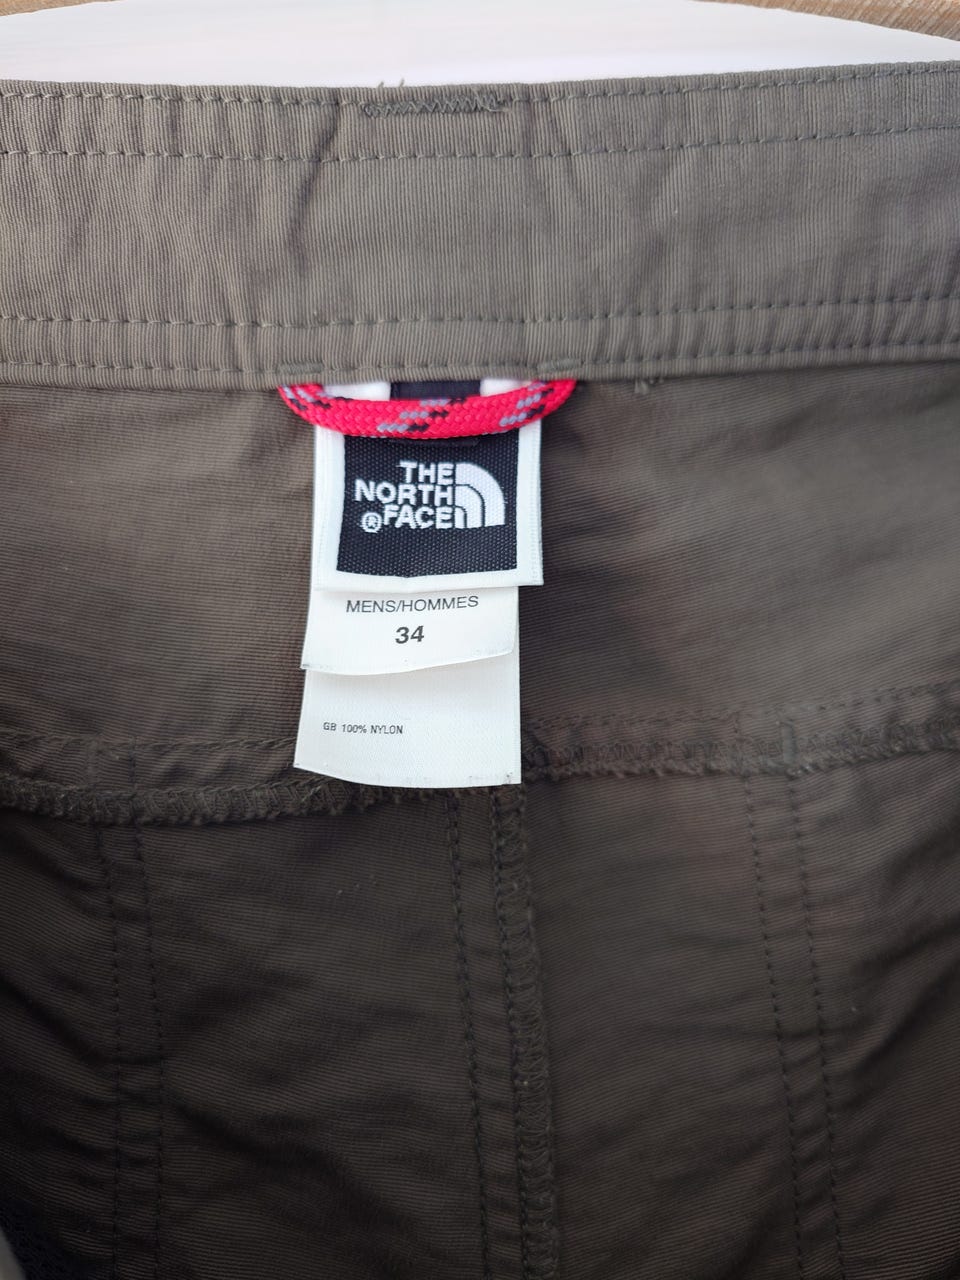 THE
NORTH
®FACE
MENS/HOMMES
34
GB 100% NYLON